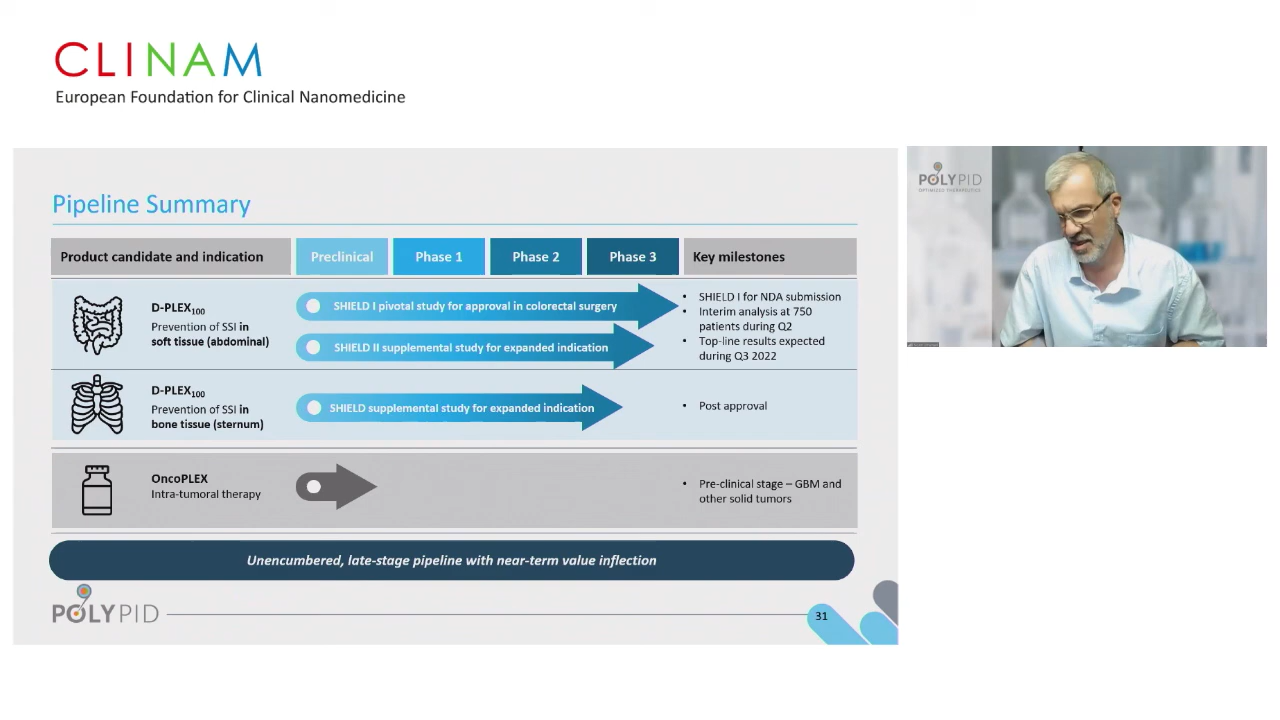 CLINAM
European Foundation for Clinical Nanomedicine
POLYPID
OPTIMIZED THERAPEUTICS
Pipeline Summary
Product candidate and indication
Preclinical
Phase 1
Phase 2
Phase 3
Key milestones
D-PLEX100
Prevention of SSI in
soft tissue (abdominal)
SHIELD I pivotal study for approval in colorectal surgery
SHIELD II supplemental study for expanded indication
• SHIELD I for NDA submission
• Interim analysis at 750
patients during Q2
• Top-line results expected
during Q3 2022
D-PLEX100
Prevention of SSI in
bone tissue (sternum)
SHIELD supplemental study for expanded indication
• Post approval
OncoPLEX
Intra-tumoral therapy
• Pre-clinical stage – GBM and
other solid tumors
Unencumbered, late-stage pipeline with near-term value inflection
POLYPID
31